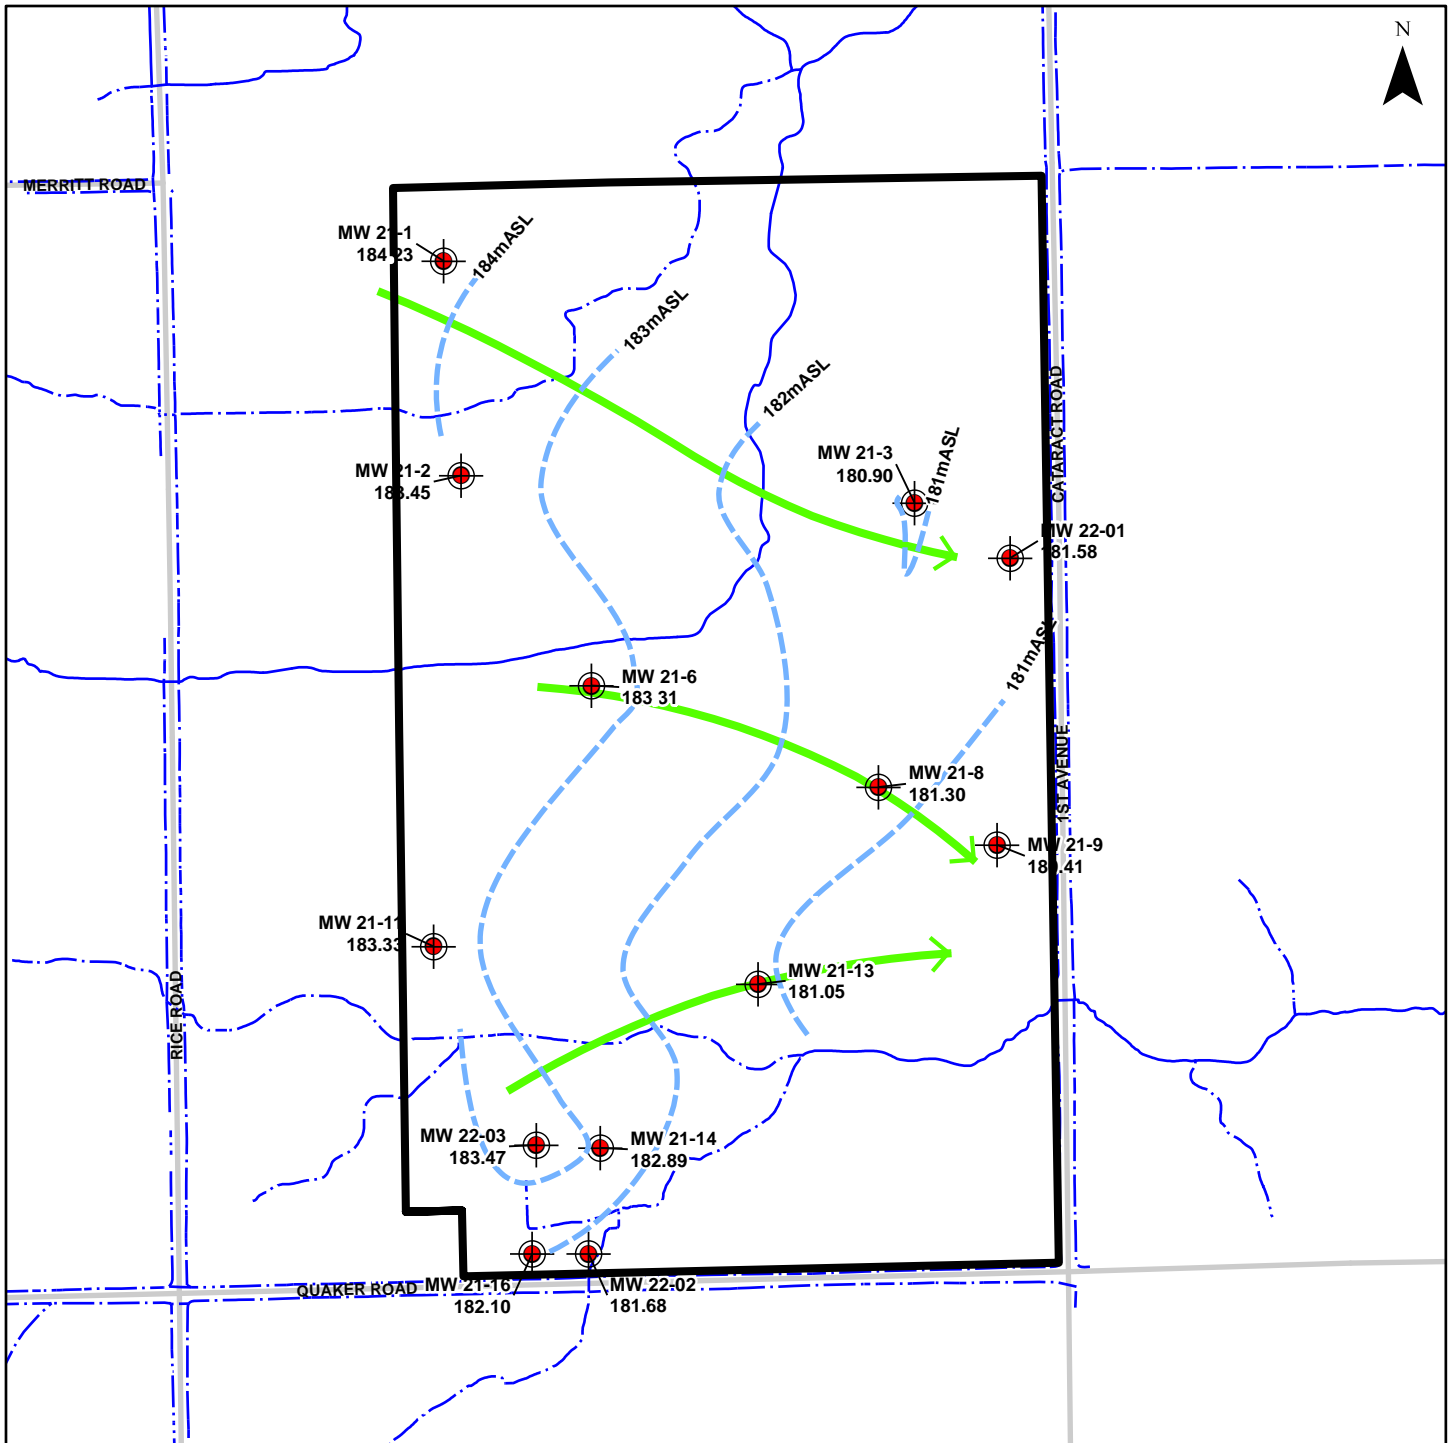 N
MERRITT ROAD
MW 21-1
184.23
184mASL
183mASL
182mASL
CATARACT ROAD
MW 21-3
180.90
181mASL
MW 21-2
183.45
MW 22-01
181.58
181mASL
MW 21-6
183 31
1ST AVENUE
MW 21-8
181.30
MW 21-9
180.41
MW 21-11
183.33
MW 21-13
181.05
RICE ROAD
MW 22-03
183.47
MW 21-14
182.89
QUAKER ROAD
MW 21-16
182.10
MW 22-02
181.68